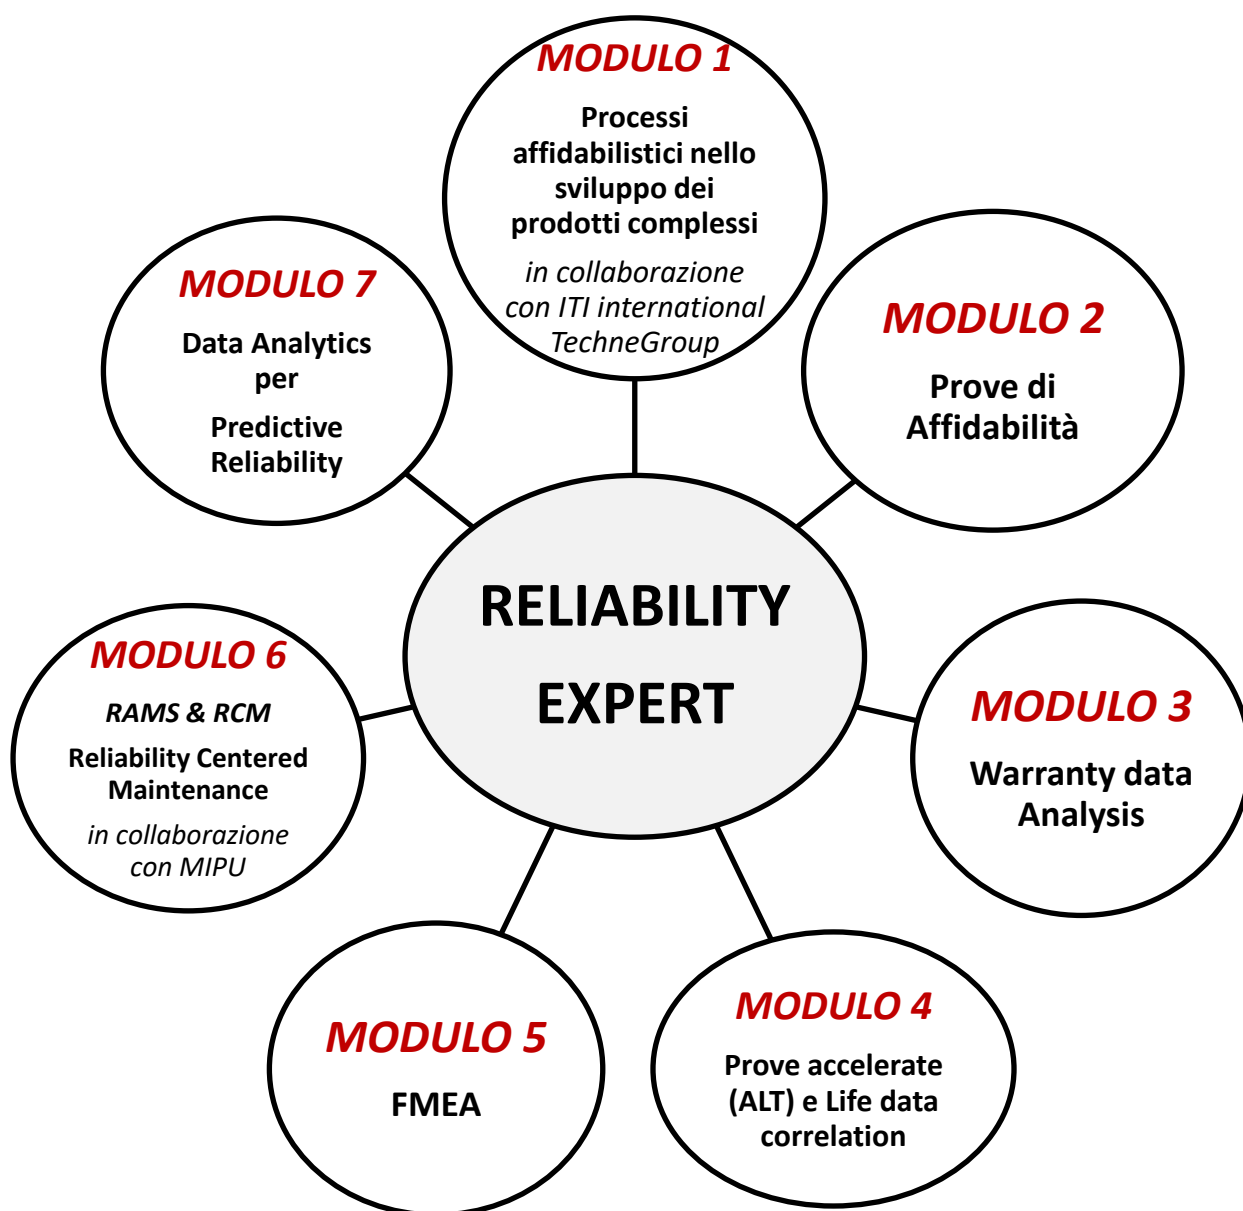 MODULO 1
Processi
affidabilistici nello
sviluppo dei
prodotti complessi
in collaborazione
con ITI international
TechneGroup
MODULO 2
Prove di
Affidabilità
MODULO 3
Warranty data
Analysis
MODULO 4
Prove accelerate
(ALT) e Life data
correlation
MODULO 5
FMEA
MODULO 6
RAMS & RCM
Reliability Centered
Maintenance
in collaborazione
con MIPU
MODULO 7
Data Analytics
per
Predictive
Reliability
RELIABILITY
EXPERT